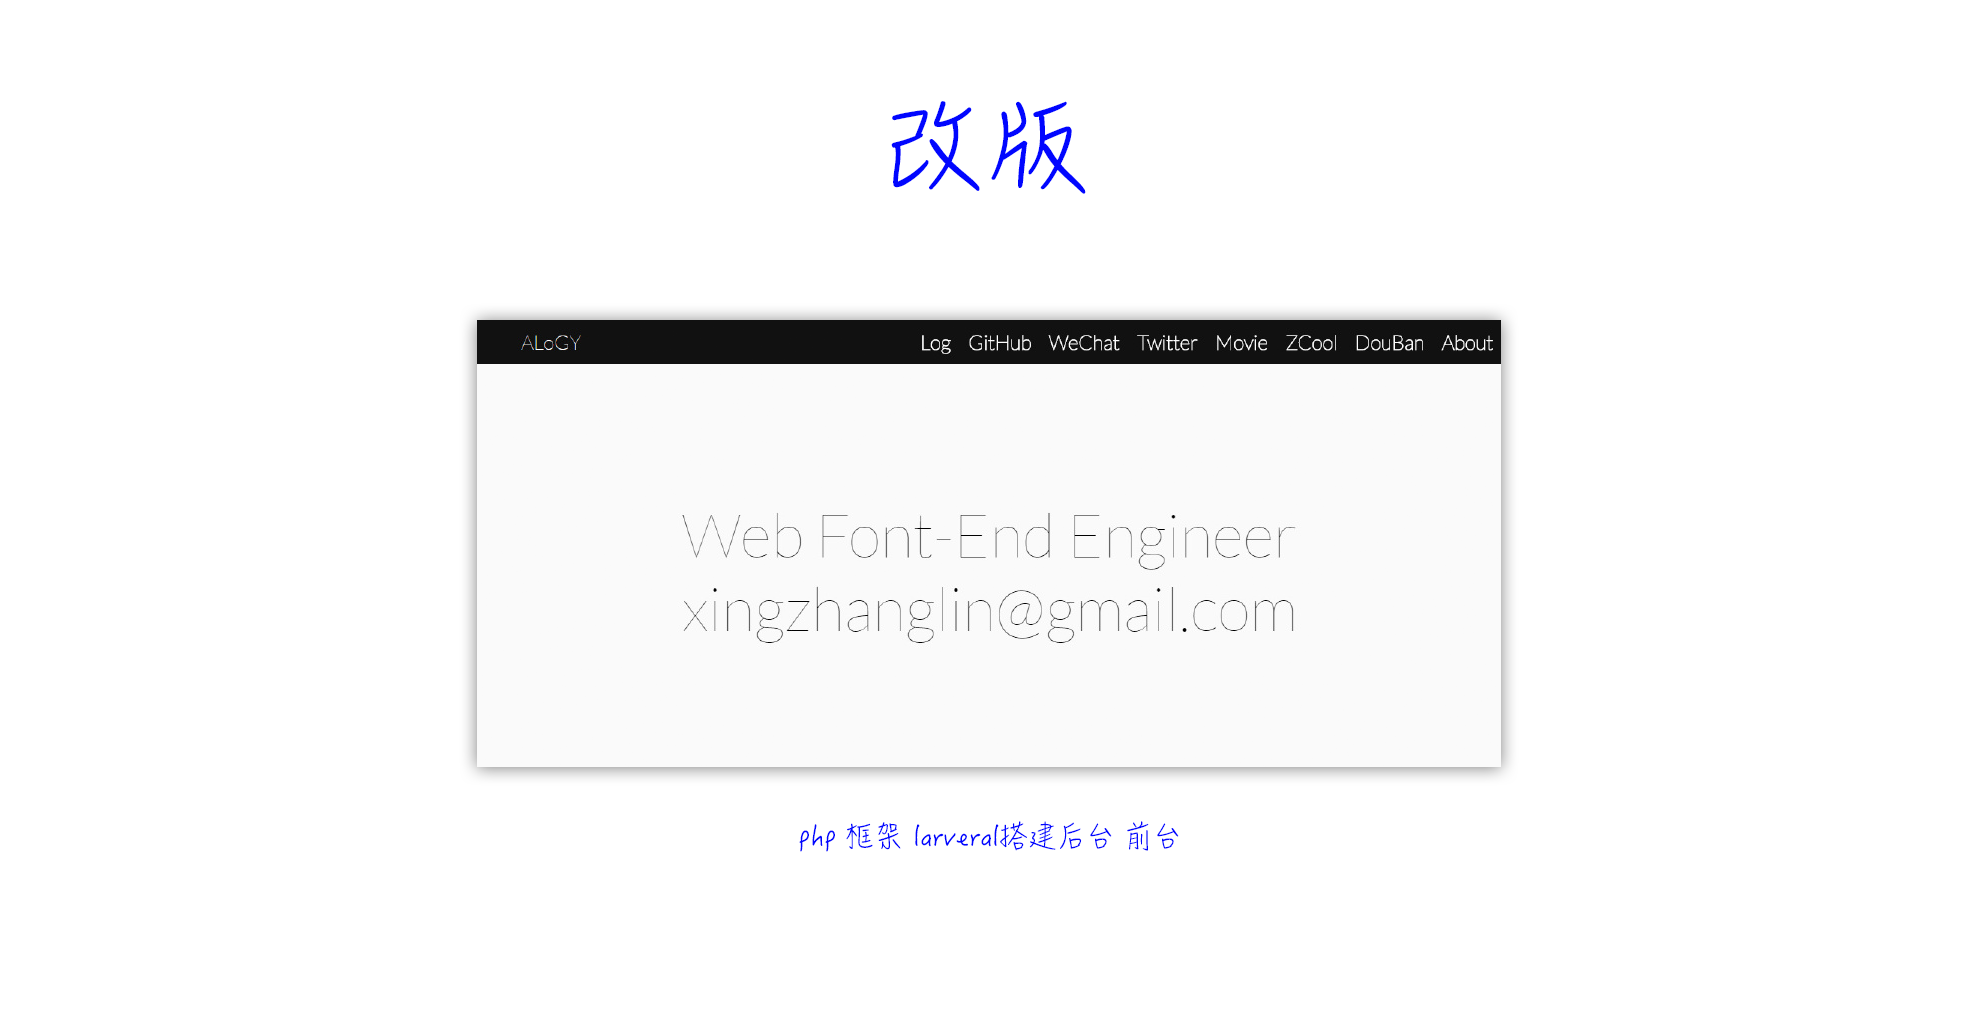 改版
ALoGY Log GitHub WeChat Twitter Movie ZCool DouBan About
Web Font-End Engineer
xingzhanglin@gmail.com
php 框架 larveral搭建后台 前台